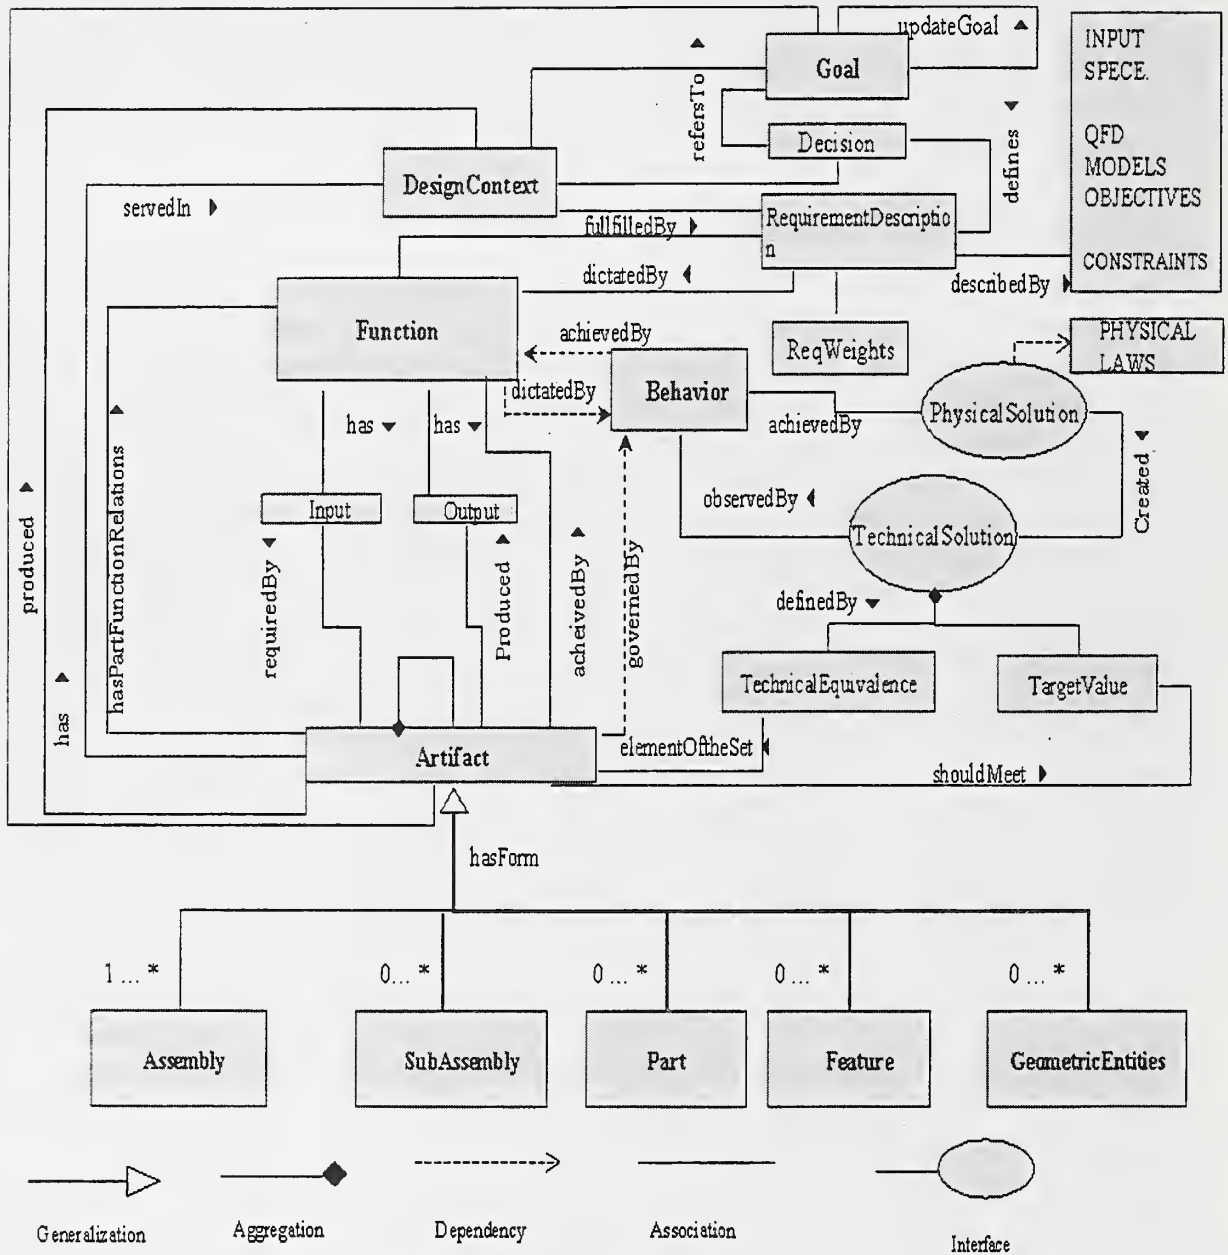 updateGoal ▲
Goal
INPUT
SPECE.
QFD
MODELS
OBJECTIVES
CONSTRAINTS
refersTo ▲
Decision
defines ▼
DesignContext
servedIn ▶
RequirementDescriptio
n
fullfilledBy ▶
dictatedBy ◀
describedBy ▶
Function
achievedBy
ReqWeights
PHYSICAL
LAWS
dictatedBy
Behavior
PhysicalSolution
achievedBy
has ▼
has ▼
hasPartFunctionRelations ▲
produced ▲
has ▲
Input
Output
observedBy ◀
TechnicalSolution
Created ▼
requiredBy ▼
Produced ▲
acheivedBy ▲
governedBy
definedBy ▼
TechnicalEquivalence
TargetValue
Artifact
elementOftheSet ◀
shouldMeet ▶
hasForm
1 ... *
0... *
0... *
0... *
0 ... *
Assembly
SubAssembly
Part
Feature
GeometricEntities
Generalization
Aggregation
Dependency
Association
Interface